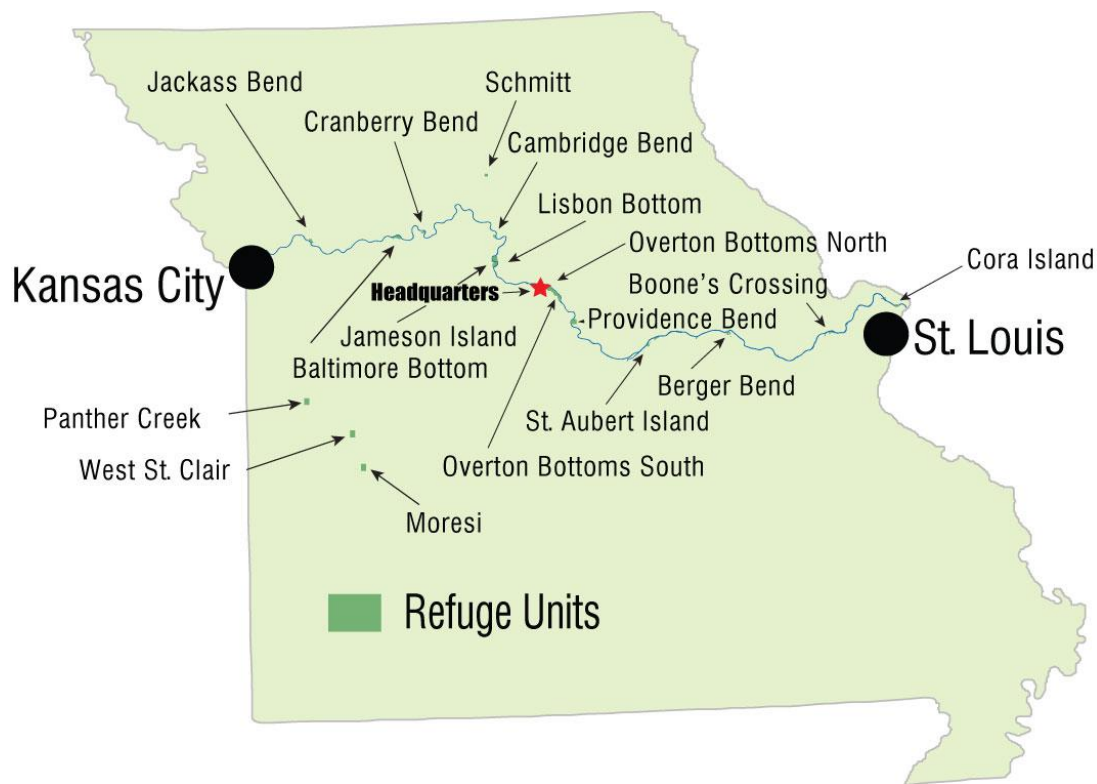 Jackass Bend
Schmitt
Cranberry Bend
Cambridge Bend
Lisbon Bottom
Overton Bottoms North
Cora Island
Kansas City
Boone's Crossing
Headquarters
Jameson Island
Providence Bend
St. Louis
Baltimore Bottom
Berger Bend
Panther Creek
St. Aubert Island
West St. Clair
Overton Bottoms South
Moresi
Refuge Units